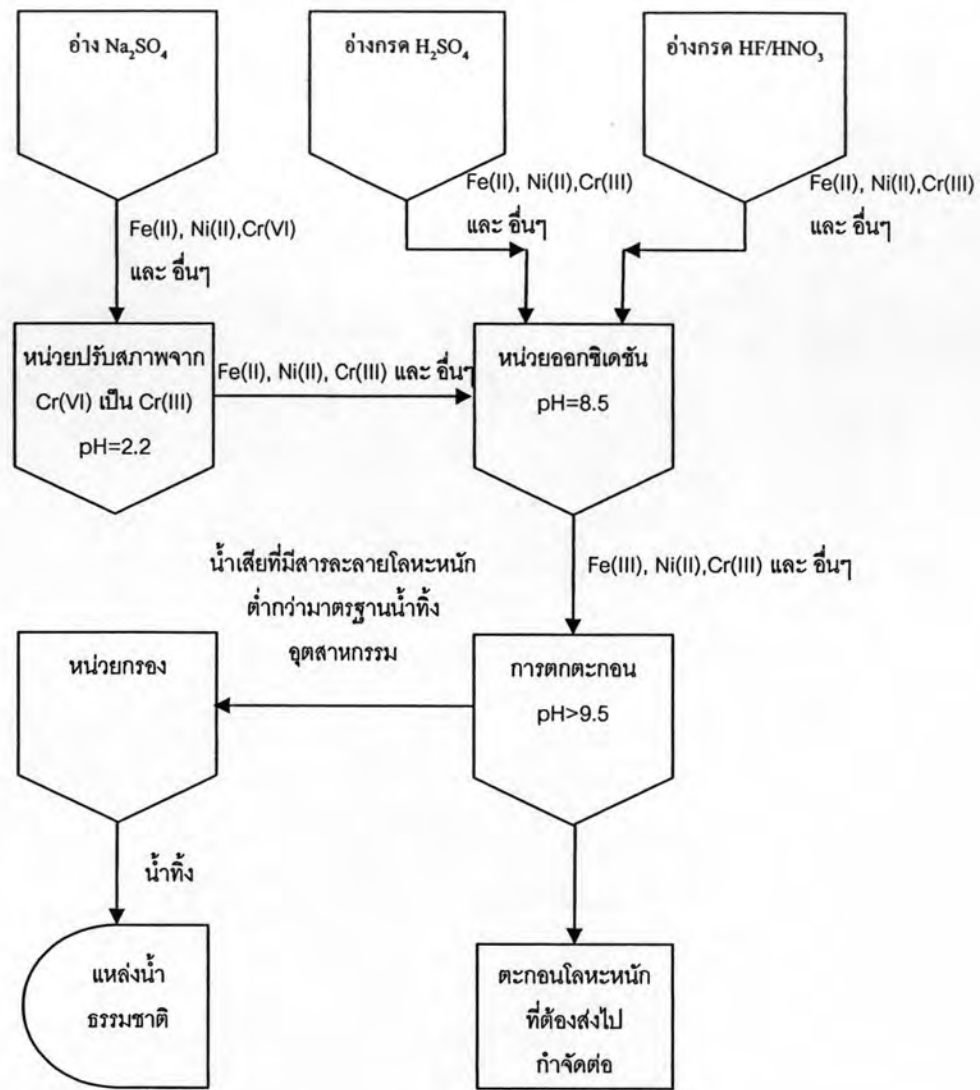 อ่าง Na₂SO₄
อ่างกรด H₂SO₄
อ่างกรด HF/HNO₃
Fe(II), Ni(II),Cr(VI)
และ อื่นๆ
Fe(II), Ni(II),Cr(III)
และ อื่นๆ
Fe(II), Ni(II),Cr(III)
และ อื่นๆ
หน่วยปรับสภาพจาก
Cr(VI) เป็น Cr(III)
pH=2.2
Fe(II), Ni(II), Cr(III) และ อื่นๆ
หน่วยออกซิเดชัน
pH=8.5
Fe(III), Ni(II),Cr(III) และ อื่นๆ
น้ำเสียที่มีสารละลายโลหะหนัก
ต่ำกว่ามาตรฐานน้ำทิ้ง
อุตสาหกรรม
หน่วยกรอง
การตกตะกอน
pH>9.5
น้ำทิ้ง
แหล่งน้ำ
ธรรมชาติ
ตะกอนโลหะหนัก
ที่ต้องส่งไป
กำจัดต่อ